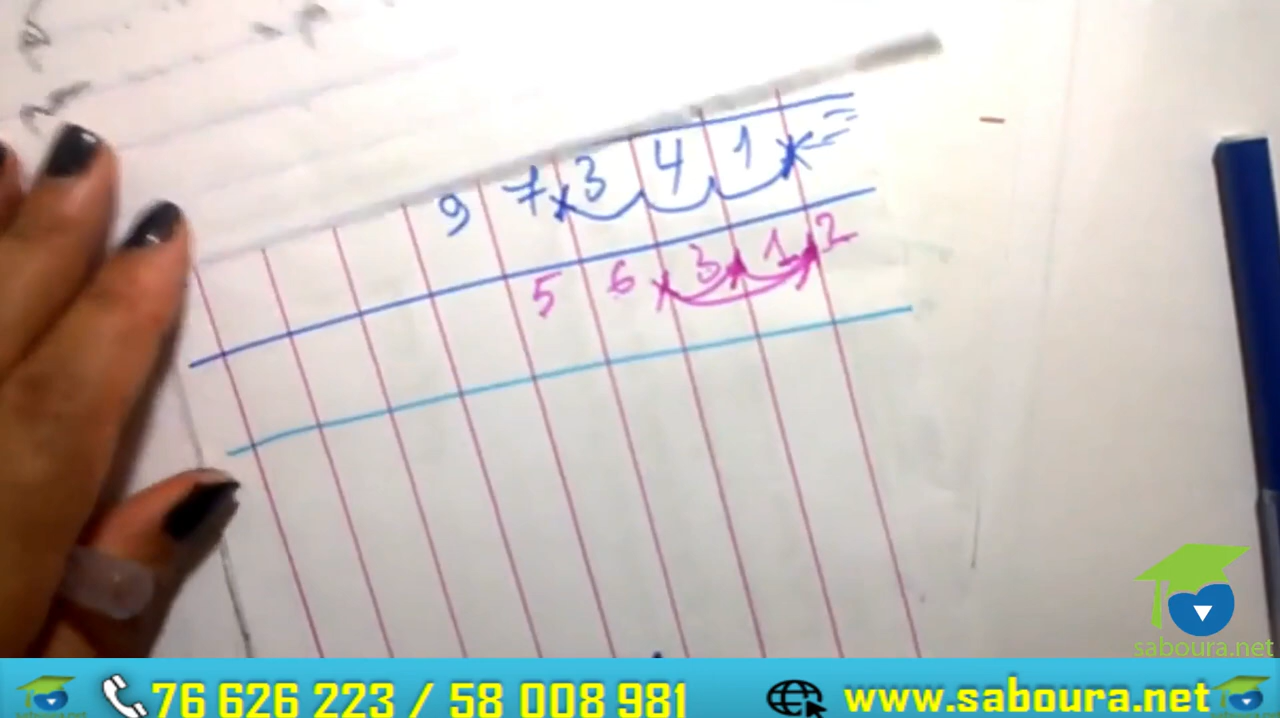 9 7 3 4 1
5 6 3 1 2
saboura.net
76 626 223 / 58 008 981
www.saboura.net